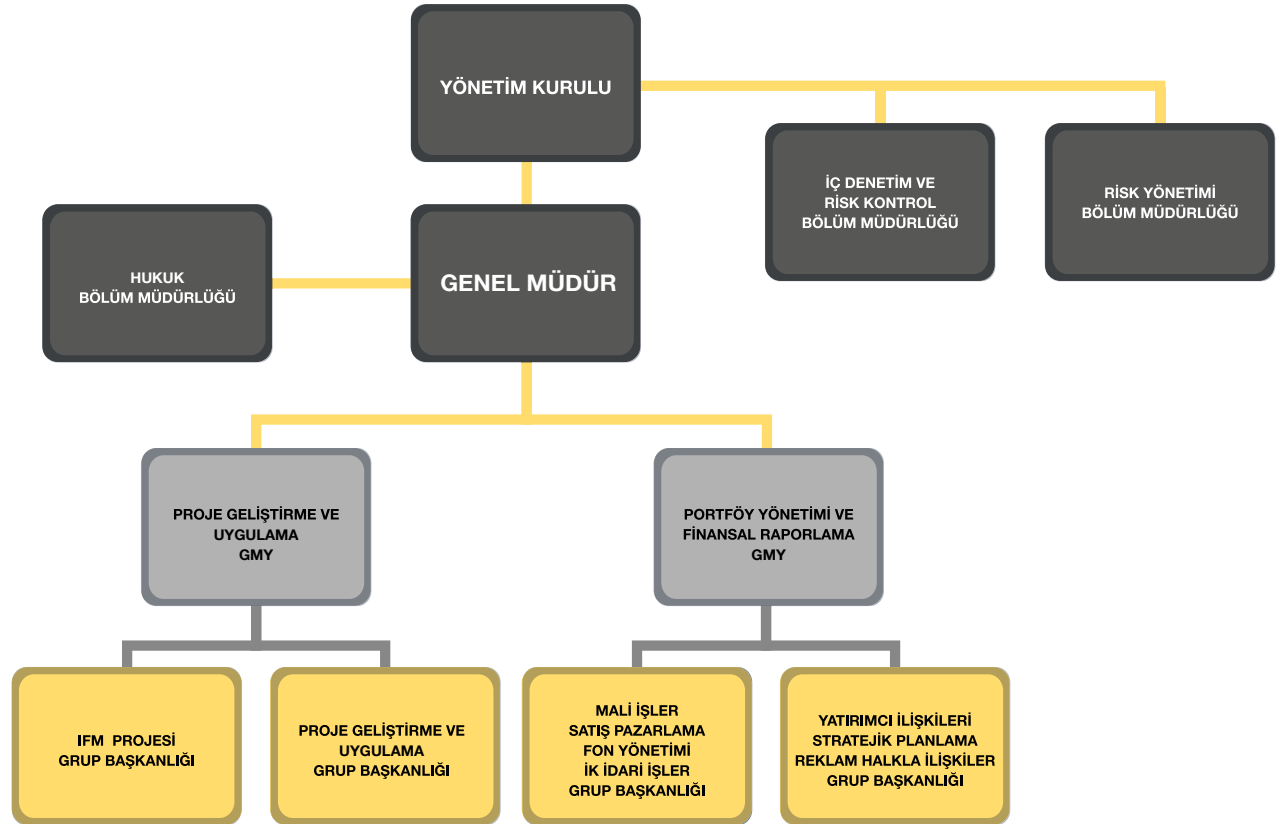 YÖNETİM KURULU
İÇ DENETİM VE
RİSK KONTROL
BÖLÜM MÜDÜRLÜĞÜ
RİSK YÖNETİMİ
BÖLÜM MÜDÜRLÜĞÜ
HUKUK
BÖLÜM MÜDÜRLÜĞÜ
GENEL MÜDÜR
PROJE GELİŞTİRME VE
UYGULAMA
GMY
PORTFÖY YÖNETİMİ VE
FİNANSAL RAPORLAMA
GMY
IFM PROJESİ
GRUP BAŞKANLIĞI
PROJE GELİŞTİRME VE
UYGULAMA
GRUP BAŞKANLIĞI
MALİ İŞLER
SATIŞ PAZARLAMA
FON YÖNETİMİ
İK İDARİ İŞLER
GRUP BAŞKANLIĞI
YATIRIMCI İLİŞKİLERİ
STRATEJİK PLANLAMA
REKLAM HALKLA İLİŞKİLER
GRUP BAŞKANLIĞI